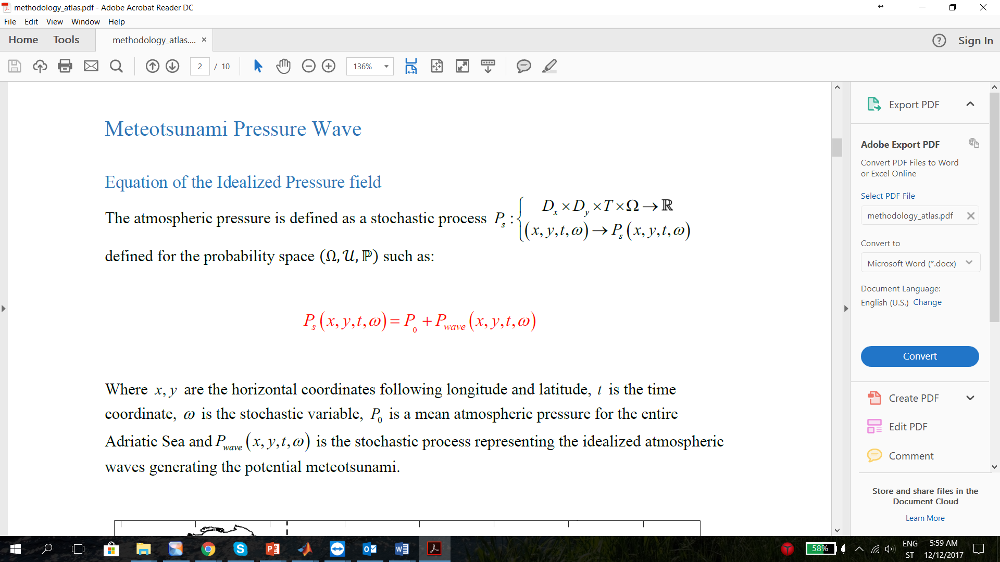 methodology_atlas.pdf - Adobe Acrobat Reader DC
File Edit View Window Help
Home Tools methodology_atlas.... × ? Sign In
2 / 10 136%
Meteotsunami Pressure Wave
Equation of the Idealized Pressure field
The atmospheric pressure is defined as a stochastic process P_s : { D_x × D_y × T × Ω → ℝ
(x, y, t, ω) → P_s (x, y, t, ω)
defined for the probability space (Ω, 𝒰, ℙ) such as:
P_s (x, y, t, ω) = P_0 + P_wave (x, y, t, ω)
Where x, y are the horizontal coordinates following longitude and latitude, t is the time
coordinate, ω is the stochastic variable, P_0 is a mean atmospheric pressure for the entire
Adriatic Sea and P_wave (x, y, t, ω) is the stochastic process representing the idealized atmospheric
waves generating the potential meteotsunami.
Export PDF
Adobe Export PDF
Convert PDF Files to Word
or Excel Online
Select PDF File
methodology_atlas.pdf
Convert to
Microsoft Word (*.docx)
Document Language:
English (U.S.) Change
Convert
Create PDF
Edit PDF
Comment
Store and share files in the
Document Cloud
Learn More
58% ENG 5:59 AM
ST 12/12/2017